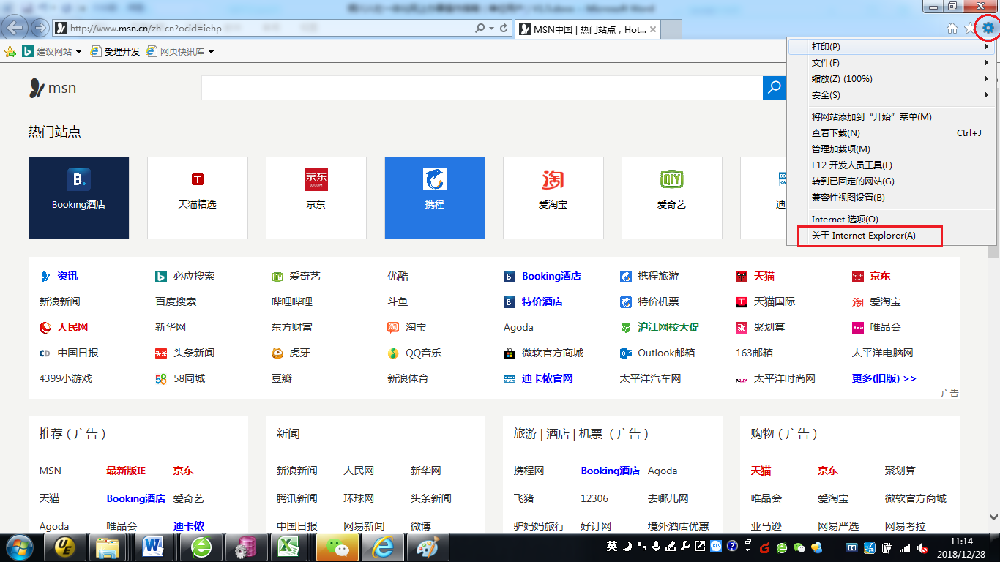 Microsoft Word
http://www.msn.cn/zh-cn?ocid=iehp
MSN中国 | 热门站点，Hot...
建议网站
受理开发
网页快讯库
打印(P)
文件(F)
缩放(Z) (100%)
安全(S)
将网站添加到“开始”菜单(M)
查看下载(N) Ctrl+J
管理加载项(M)
F12 开发人员工具(L)
转到已固定的网站(G)
兼容性视图设置(B)
Internet 选项(O)
关于 Internet Explorer(A)
msn
热门站点
B.
Booking酒店
T
天猫精选
京东
JD.COM
京东
携程
淘
爱淘宝
QIY
爱奇艺
迪
资讯 必应搜索 爱奇艺 优酷 Booking酒店 携程旅游 天猫 京东
新浪新闻 百度搜索 哔哩哔哩 斗鱼 特价酒店 特价机票 天猫国际 爱淘宝
人民网 新华网 东方财富 淘宝 Agoda 沪江网校大促 聚划算 唯品会
中国日报 头条新闻 虎牙 QQ音乐 微软官方商城 Outlook邮箱 163邮箱 太平洋电脑网
4399小游戏 58同城 豆瓣 新浪体育 迪卡侬官网 太平洋汽车网 太平洋时尚网 更多(旧版) >>
广告
推荐（广告）
MSN 最新版IE 京东
天猫 Booking酒店 爱奇艺
Agoda 唯品会 迪卡侬
新闻
新浪新闻 人民网 新华网
腾讯新闻 环球网 头条新闻
中国日报 网易新闻 微博
旅游 | 酒店 | 机票 （广告）
携程网 Booking酒店 Agoda
飞猪 12306 去哪儿网
驴妈妈旅行 好订网 境外酒店优惠
购物（广告）
天猫 京东 聚划算
唯品会 爱淘宝 微软官方商城
亚马逊 网易严选 网易考拉
英
11:14
2018/12/28